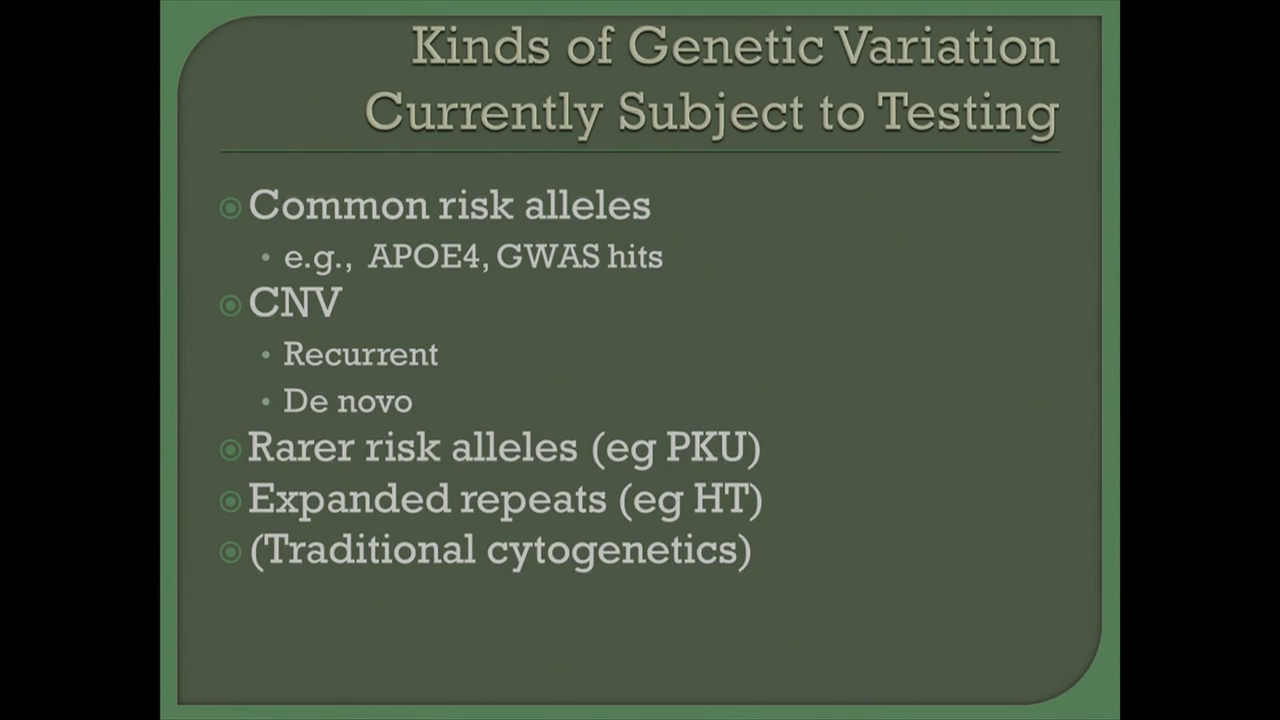 Kinds of Genetic Variation
Currently Subject to Testing
Common risk alleles
e.g., APOE4, GWAS hits
CNV
Recurrent
De novo
Rarer risk alleles (eg PKU)
Expanded repeats (eg HT)
(Traditional cytogenetics)